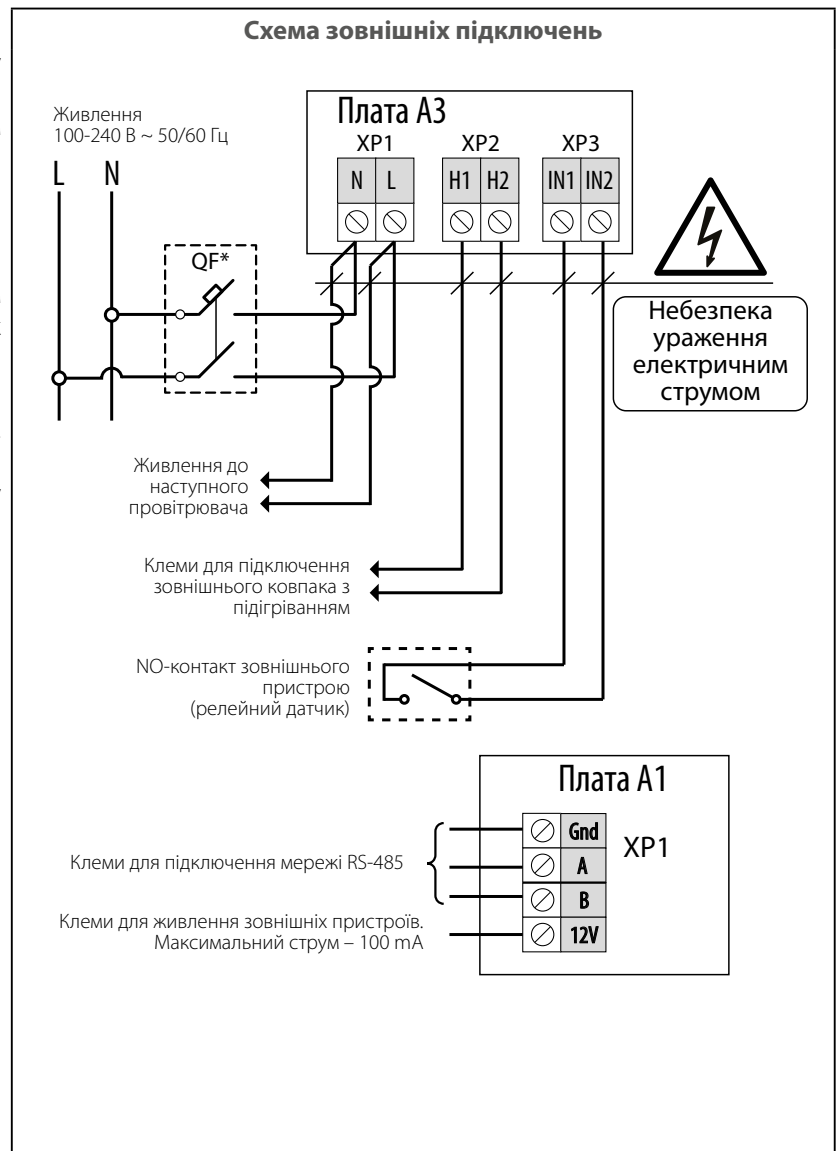 Схема зовнішніх підключень
Живлення
100-240 В ~ 50/60 Гц
L N
QF*
Плата А3
XP1 XP2 XP3
N L H1 H2 IN1 IN2
Небезпека
ураження
електричним
струмом
Живлення до
наступного
провітрювача
Клеми для підключення
зовнішнього ковпака з
підігріванням
NO-контакт зовнішнього
пристрою
(релейний датчик)
Плата А1
XP1
Gnd
A
B
12V
Клеми для підключення мережі RS-485
Клеми для живлення зовнішніх пристроїв.
Максимальний струм – 100 mA